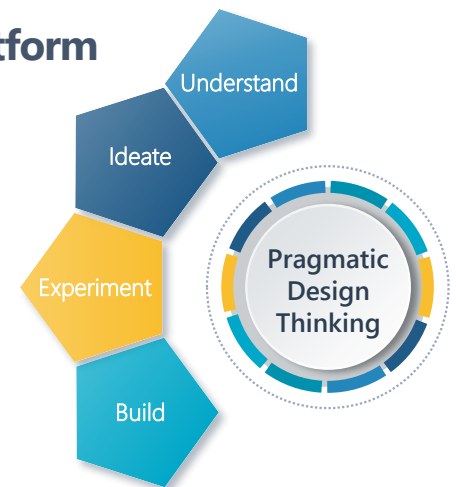 tform
Understand
Ideate
Experiment
Build
Pragmatic
Design
Thinking